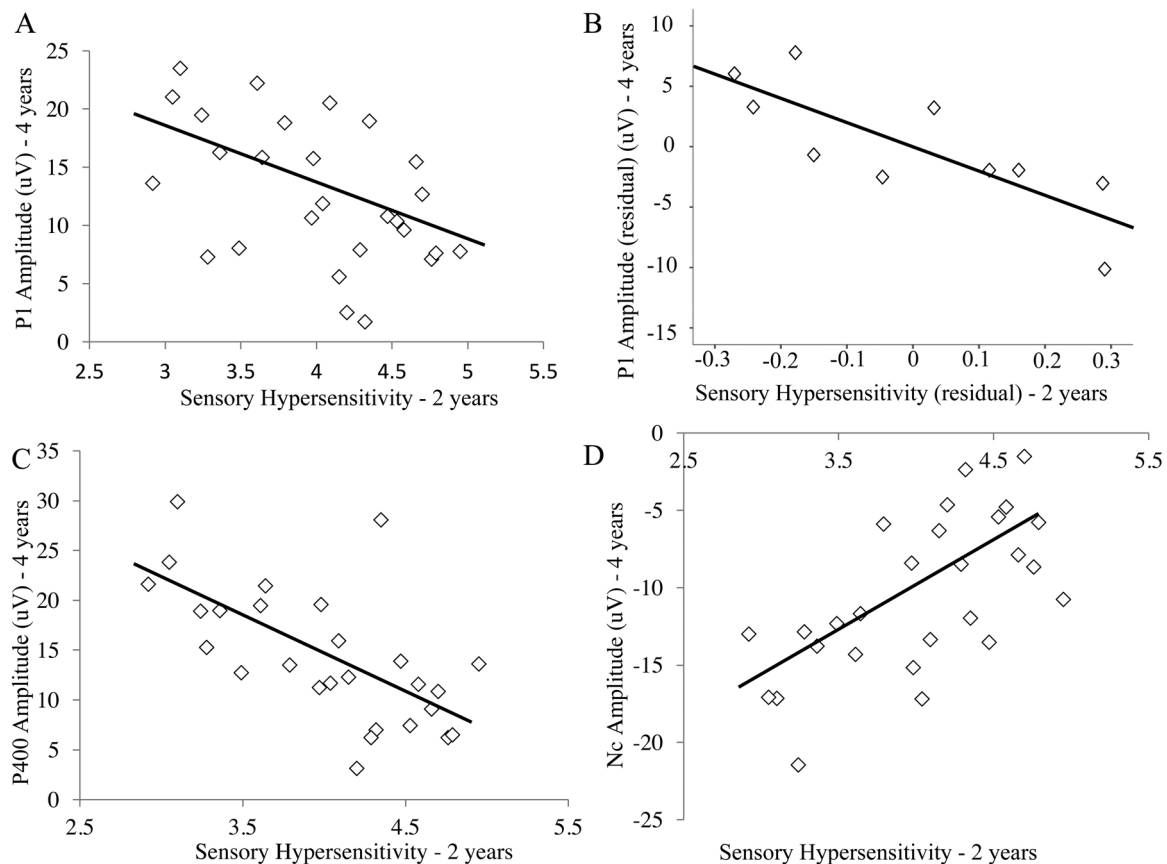 A
P1 Amplitude (uV) - 4 years
25
20
15
10
5
0
2.5 3 3.5 4 4.5 5 5.5
Sensory Hypersensitivity - 2 years
B
P1 Amplitude (residual) (uV) - 4 years
10
5
0
-5
-10
-15
-0.3 -0.2 -0.1 0 0.1 0.2 0.3
Sensory Hypersensitivity (residual) - 2 years
C
P400 Amplitude (uV) - 4 years
35
30
25
20
15
10
5
0
2.5 3.5 4.5 5.5
Sensory Hypersensitivity - 2 years
D
Nc Amplitude (uV) - 4 years
0
2.5 3.5 4.5 5.5
-5
-10
-15
-20
-25
Sensory Hypersensitivity - 2 years